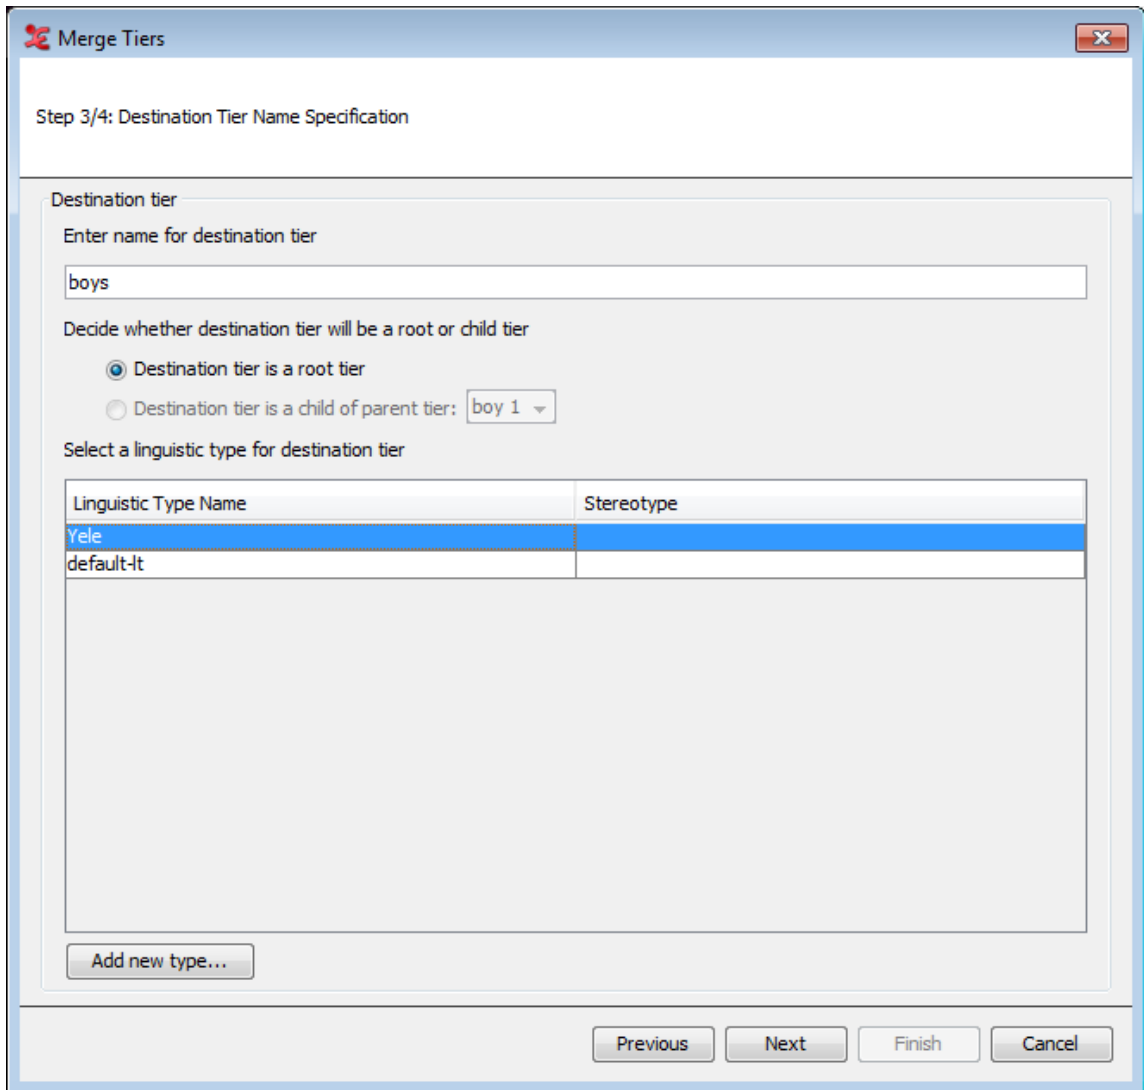 Merge Tiers
Step 3/4: Destination Tier Name Specification
Destination tier
Enter name for destination tier
boys
Decide whether destination tier will be a root or child tier
Destination tier is a root tier
Destination tier is a child of parent tier: boy 1
Select a linguistic type for destination tier
Linguistic Type Name Stereotype
Yele
default-lt
Add new type...
Previous Next Finish Cancel